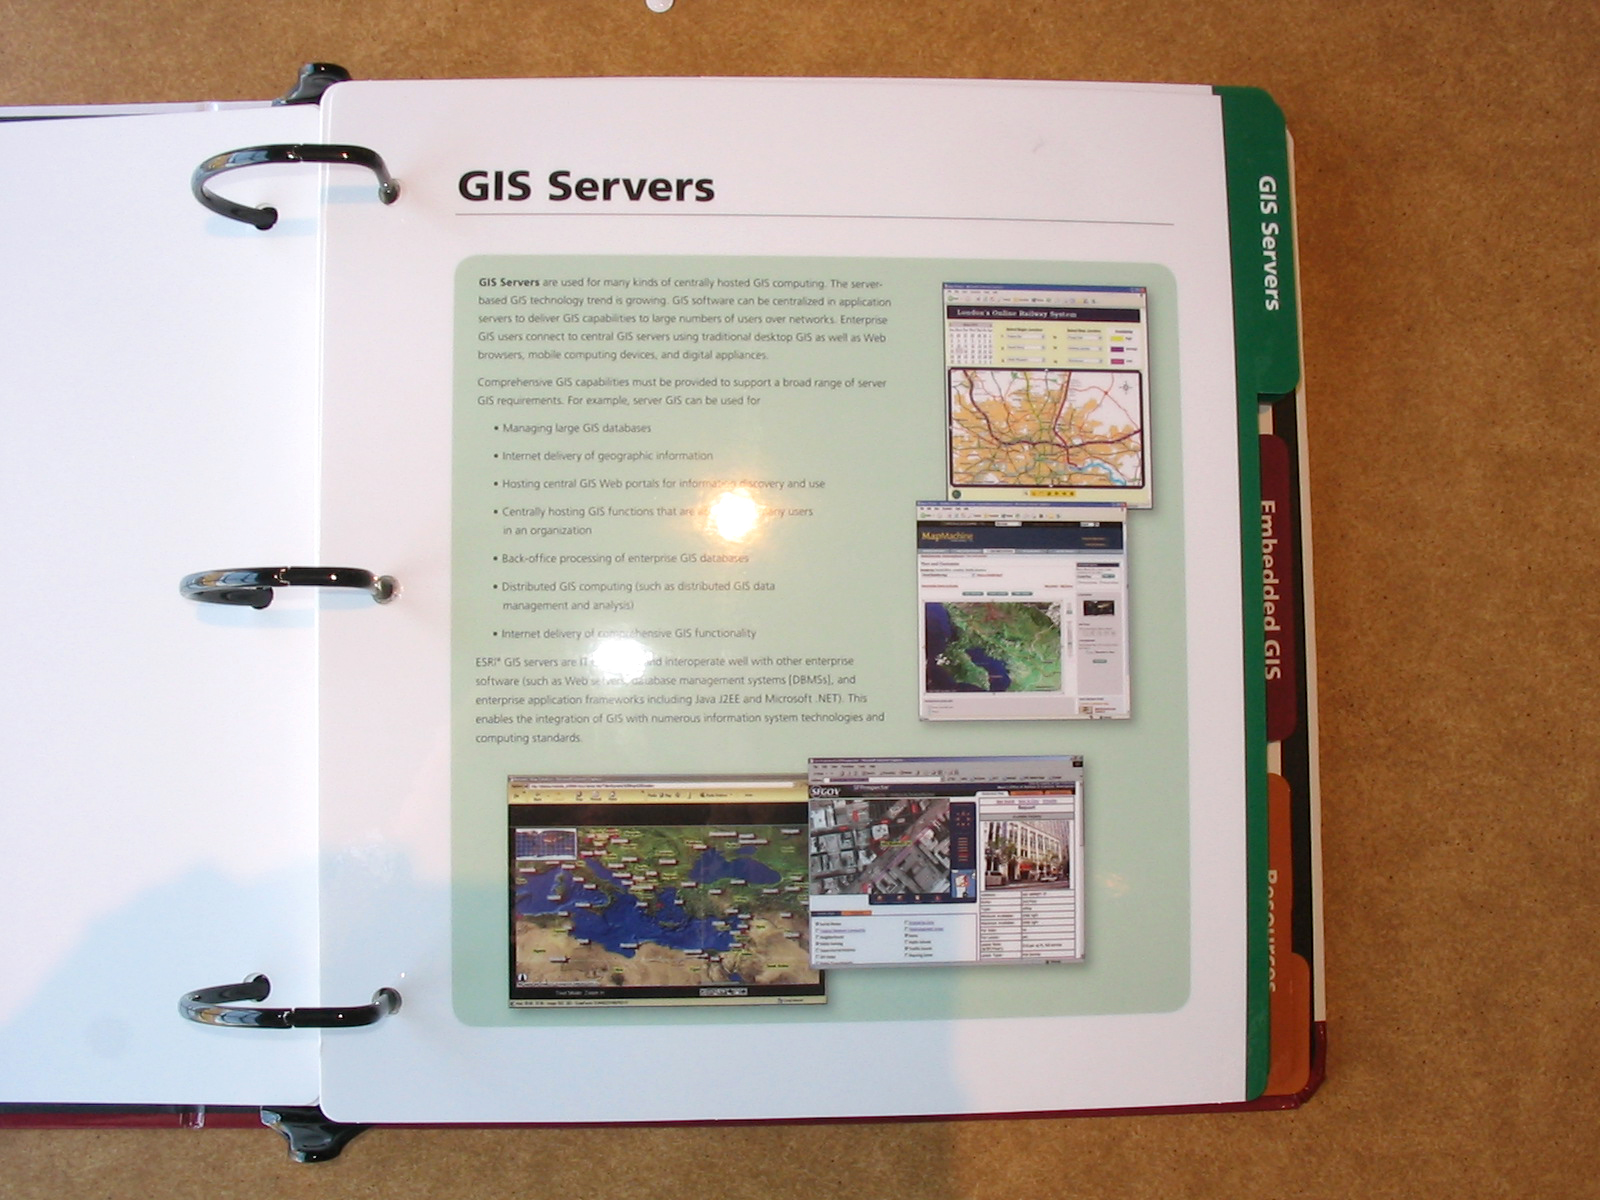 GIS Servers
GIS Servers are used for many kinds of centrally hosted GIS computing. The server-
based GIS technology trend is growing. GIS software can be centralized in application
servers to deliver GIS capabilities to large numbers of users over networks. Enterprise
GIS users connect to central GIS servers using traditional desktop GIS as well as Web
browsers, mobile computing devices, and digital appliances.
Comprehensive GIS capabilities must be provided to support a broad range of server
GIS requirements. For example, server GIS can be used for
• Managing large GIS databases
• Internet delivery of geographic information
• Hosting central GIS Web portals for information discovery and use
• Centrally hosting GIS functions that are many users
in an organization
• Back-office processing of enterprise GIS databases
• Distributed GIS computing (such as distributed GIS data
management and analysis)
• Internet delivery of comprehensive GIS functionality
ESRI® GIS servers are IT and interoperate well with other enterprise
software (such as Web servers, database management systems [DBMSs], and
enterprise application frameworks including Java J2EE and Microsoft .NET). This
enables the integration of GIS with numerous information system technologies and
computing standards.
London's Online Railway System
MapMachine
SFGOV
SF Prospector
Report
GIS Servers
Embedded GIS
Resources